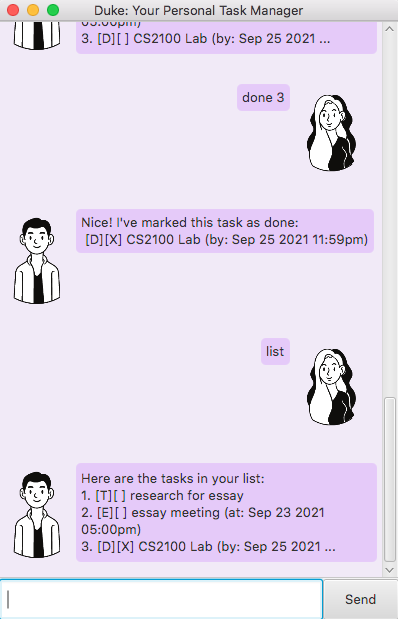 Duke: Your Personal Task Manager
05:00pm)
3. [D][ ] CS2100 Lab (by: Sep 25 2021 ...
done 3
Nice! I've marked this task as done:
[D][X] CS2100 Lab (by: Sep 25 2021 11:59pm)
list
Here are the tasks in your list:
1. [T][ ] research for essay
2. [E][ ] essay meeting (at: Sep 23 2021
05:00pm)
3. [D][X] CS2100 Lab (by: Sep 25 2021 ...
Send